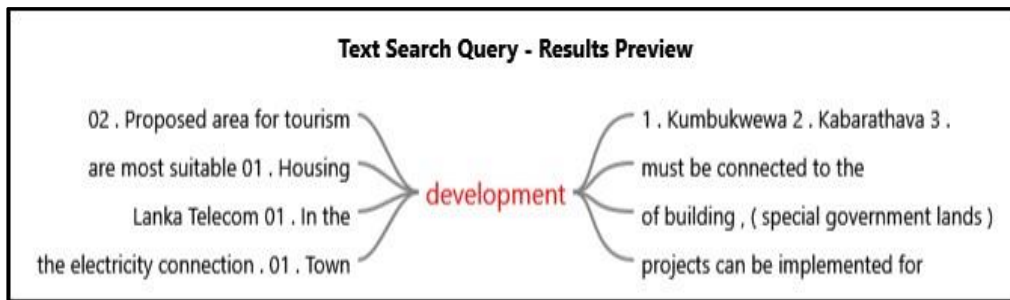 Text Search Query - Results Preview
02 . Proposed area for tourism
are most suitable 01 . Housing
Lanka Telecom 01 . In the
the electricity connection . 01 . Town
development
1 . Kumbukwewa 2 . Kabarathava 3 .
must be connected to the
of building , ( special government lands )
projects can be implemented for